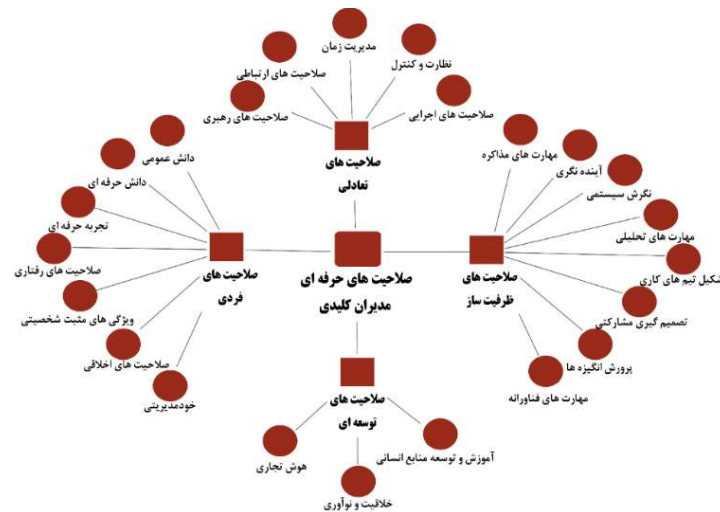 مدیریت زمان
صلاحیت های ارتباطی
نظارت و کنترل
صلاحیت های رهبری
صلاحیت های اجرایی
صلاحیت های
تعادلی
دانش عمومی
دانش حرفه ای
تجربه حرفه ای
صلاحیت های رفتاری
ویژگی های مثبت شخصیتی
صلاحیت های اخلاقی
خودمدیریتی
صلاحیت های
فردی
صلاحیت های حرفه ای
مدیران کلیدی
صلاحیت های
ظرفیت ساز
مهارت های مذاکره
آینده نگری
نگرش سیستمی
مهارت های تحلیلی
شکیل تیم های کاری
تصمیم گیری مشارکتی
پرورش انگیزه ها
مهارت های فناورانه
صلاحیت های
توسعه ای
هوش تجاری
خلاقیت و نوآوری
آموزش و توسعه منابع انسانی